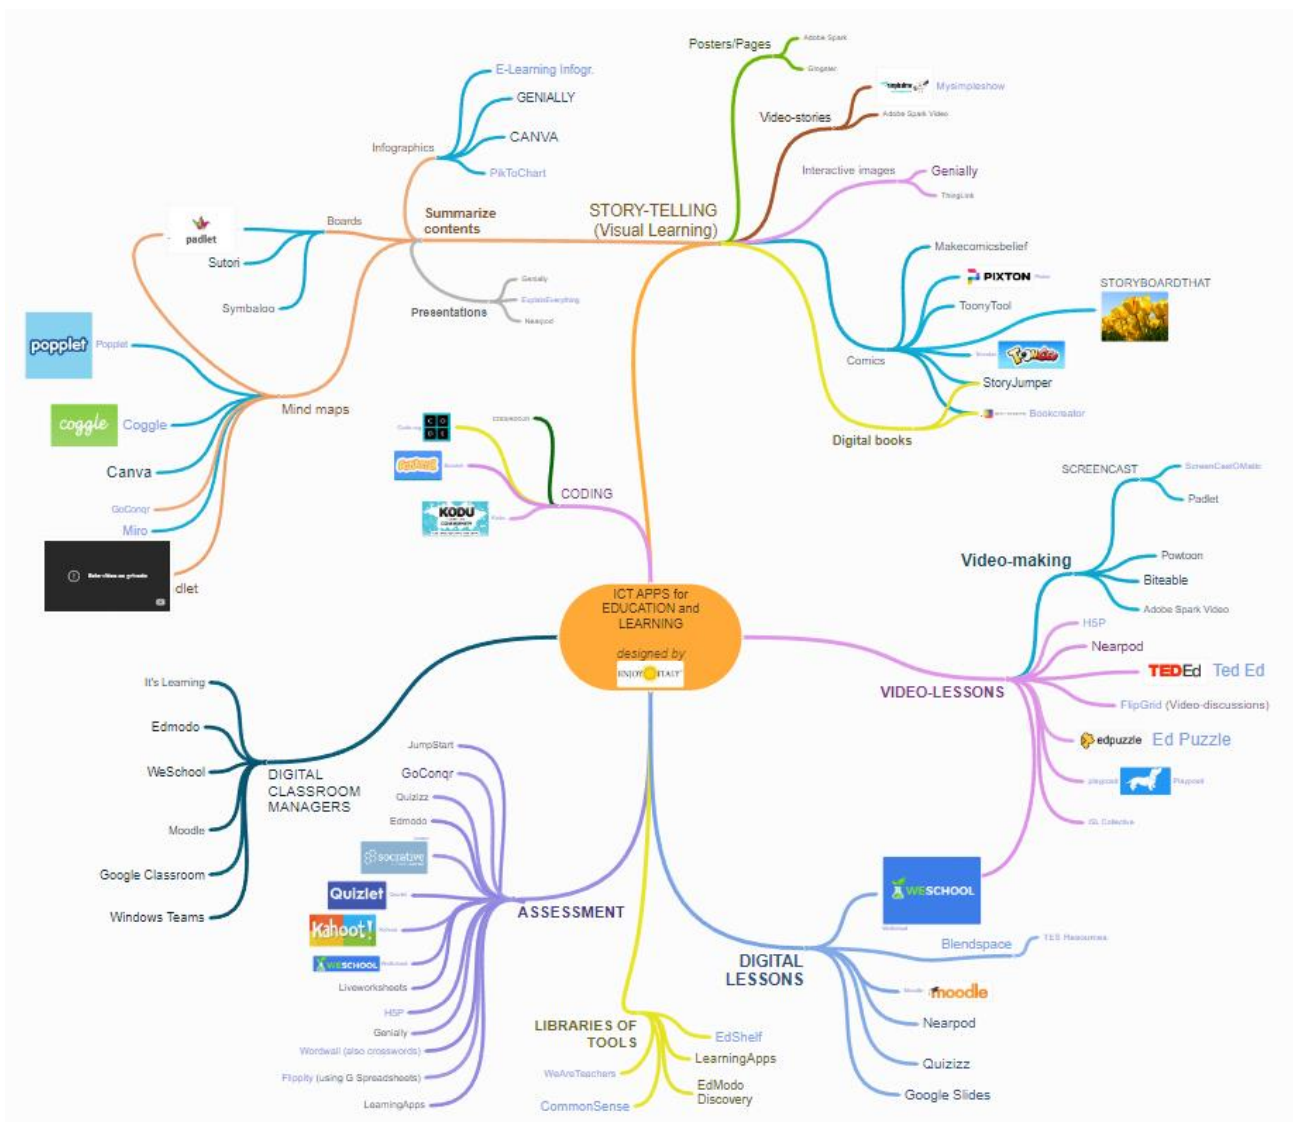 Posters/Pages
Adobe Spark
Glogster
Video-stories
Mysimpleshow
Adobe Spark Video
Interactive images
Genially
ThingLink
STORY-TELLING
(Visual Learning)
Summarize
contents
Infographics
E-Learning Infogr.
GENIALLY
CANVA
PikToChart
Boards
padlet
Sutori
Symbaloo
Presentations
Genially
ExplainEverything
Nearpod
Mind maps
popplet
Popplet
coggle
Coggle
Canva
GoConqr
Miro
dlet
Comics
Makecomicsbelief
PIXTON
ToonyTool
STORYBOARDTHAT
StoryJumper
Digital books
Bookcreator
CODING
CODE
KODU
SCREENCAST
ScreenCastOMatic
Padlet
Video-making
Powtoon
Biteable
Adobe Spark Video
ICT APPS for
EDUCATION and
LEARNING
designed by
ENJOY ITALY
VIDEO-LESSONS
H5P
Nearpod
TEDEd Ted Ed
FlipGrid (Video-discussions)
edpuzzle Ed Puzzle
playposit Playposit
ISL Collective
DIGITAL
CLASSROOM
MANAGERS
It's Learning
Edmodo
WeSchool
Moodle
Google Classroom
Windows Teams
ASSESSMENT
JumpStart
GoConqr
Quizizz
Edmodo
socrative
Quizlet
Kahoot!
WESCHOOL
Liveworksheets
H5P
Genially
Wordwall (also crosswords)
Flippity (using G Spreadsheets)
LearningApps
LIBRARIES OF
TOOLS
EdShelf
LearningApps
EdModo
Discovery
WeAreTeachers
CommonSense
DIGITAL
LESSONS
WESCHOOL
Blendspace
TES Resources
moodle
Nearpod
Quizizz
Google Slides